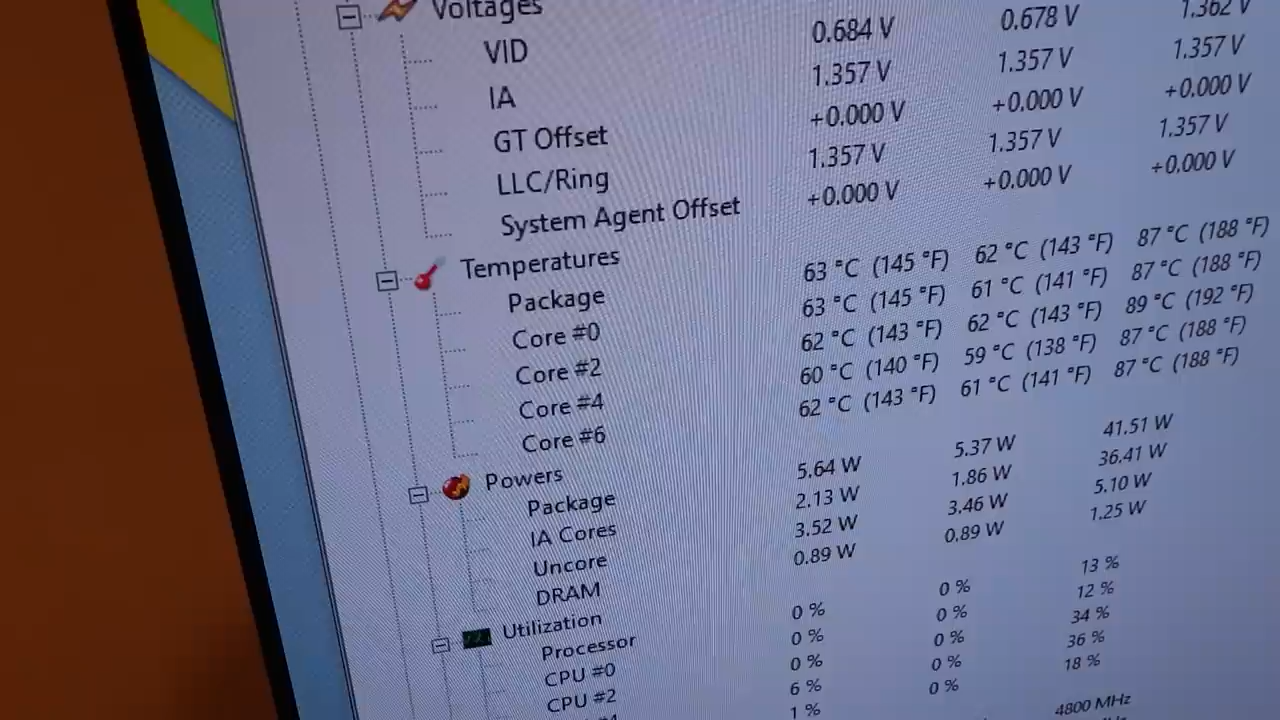 Voltages
VID 0.684 V 0.678 V 1.362 V
IA 1.357 V 1.357 V 1.357 V
GT Offset +0.000 V +0.000 V +0.000 V
LLC/Ring 1.357 V 1.357 V 1.357 V
System Agent Offset +0.000 V +0.000 V +0.000 V
Temperatures
Package 63 °C (145 °F) 62 °C (143 °F) 87 °C (188 °F)
Core #0 63 °C (145 °F) 61 °C (141 °F) 87 °C (188 °F)
Core #2 62 °C (143 °F) 62 °C (143 °F) 89 °C (192 °F)
Core #4 60 °C (140 °F) 59 °C (138 °F) 87 °C (188 °F)
Core #6 62 °C (143 °F) 61 °C (141 °F) 87 °C (188 °F)
Powers
Package 5.64 W 5.37 W 41.51 W
IA Cores 2.13 W 1.86 W 36.41 W
Uncore 3.52 W 3.46 W 5.10 W
DRAM 0.89 W 0.89 W 1.25 W
Utilization
Processor 0 % 0 % 13 %
CPU #0 0 % 0 % 12 %
CPU #2 0 % 0 % 34 %
6 % 0 % 36 %
1 % 0 % 18 %
4800 MHz